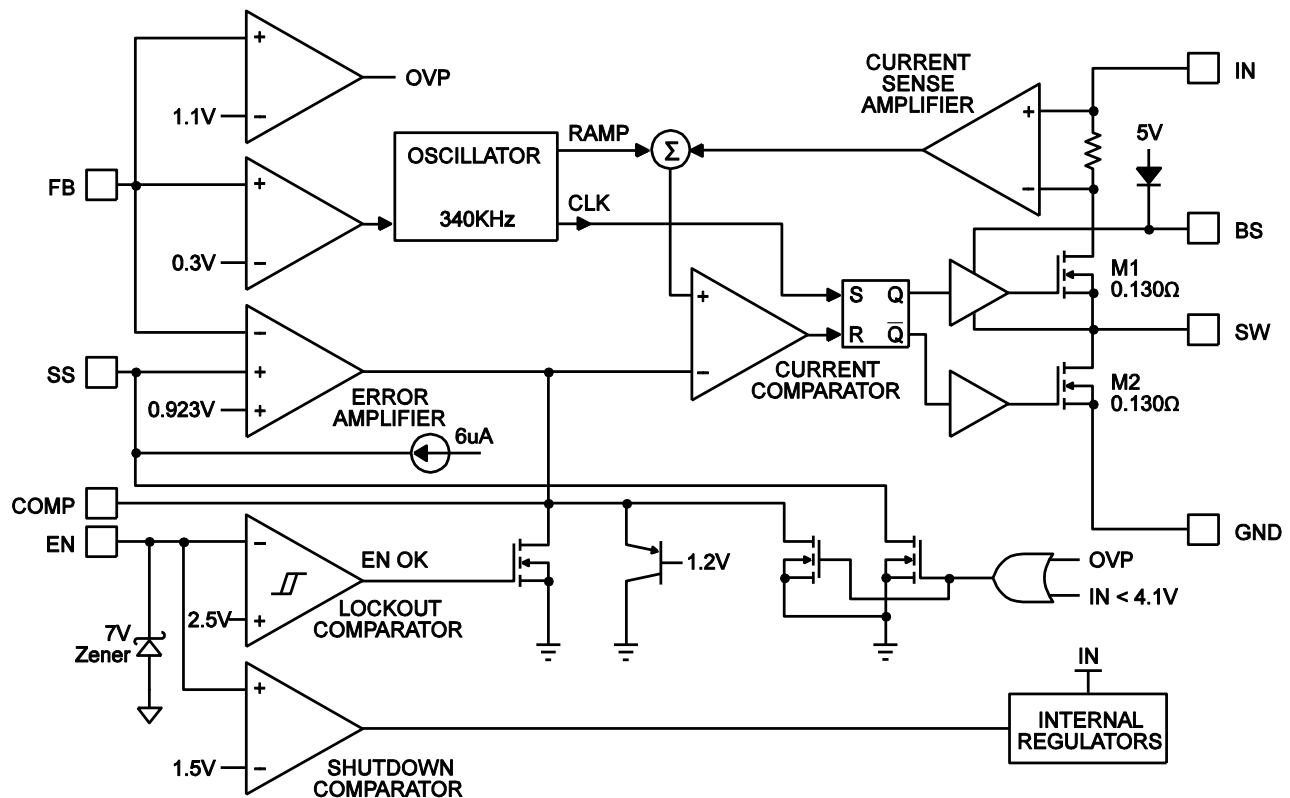 OVP
1.1V
FB
0.3V
OSCILLATOR
340KHz
RAMP
CLK
Σ
CURRENT
SENSE
AMPLIFIER
IN
5V
BS
M1
0.130Ω
SW
M2
0.130Ω
GND
S Q
R Q̅
CURRENT
COMPARATOR
SS
0.923V
ERROR
AMPLIFIER
6uA
COMP
EN
EN OK
2.5V
LOCKOUT
COMPARATOR
7V
Zener
1.2V
OVP
IN < 4.1V
1.5V
SHUTDOWN
COMPARATOR
IN
INTERNAL
REGULATORS